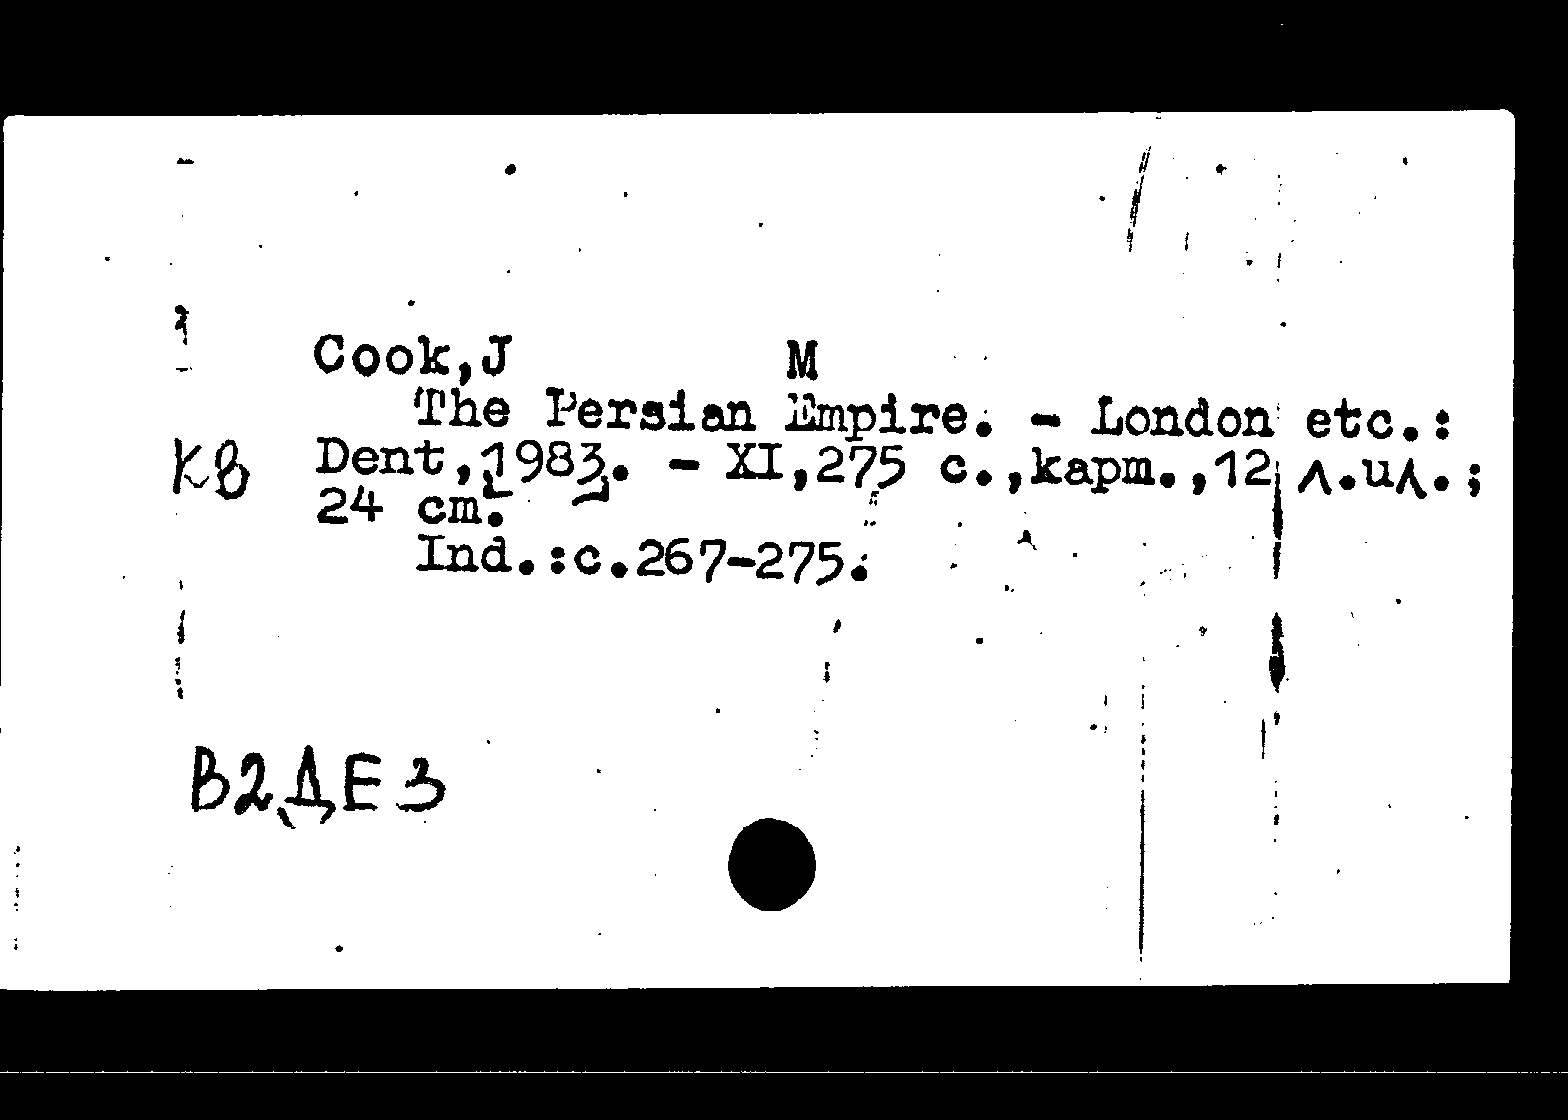 Cook,J M
The Persian Empire. - London etc.:
кв Dent,1983. - XI,275 c.,карт.,12 л.ил.;
24 cm.
Ind.:c.267-275.
В2ДЕ3